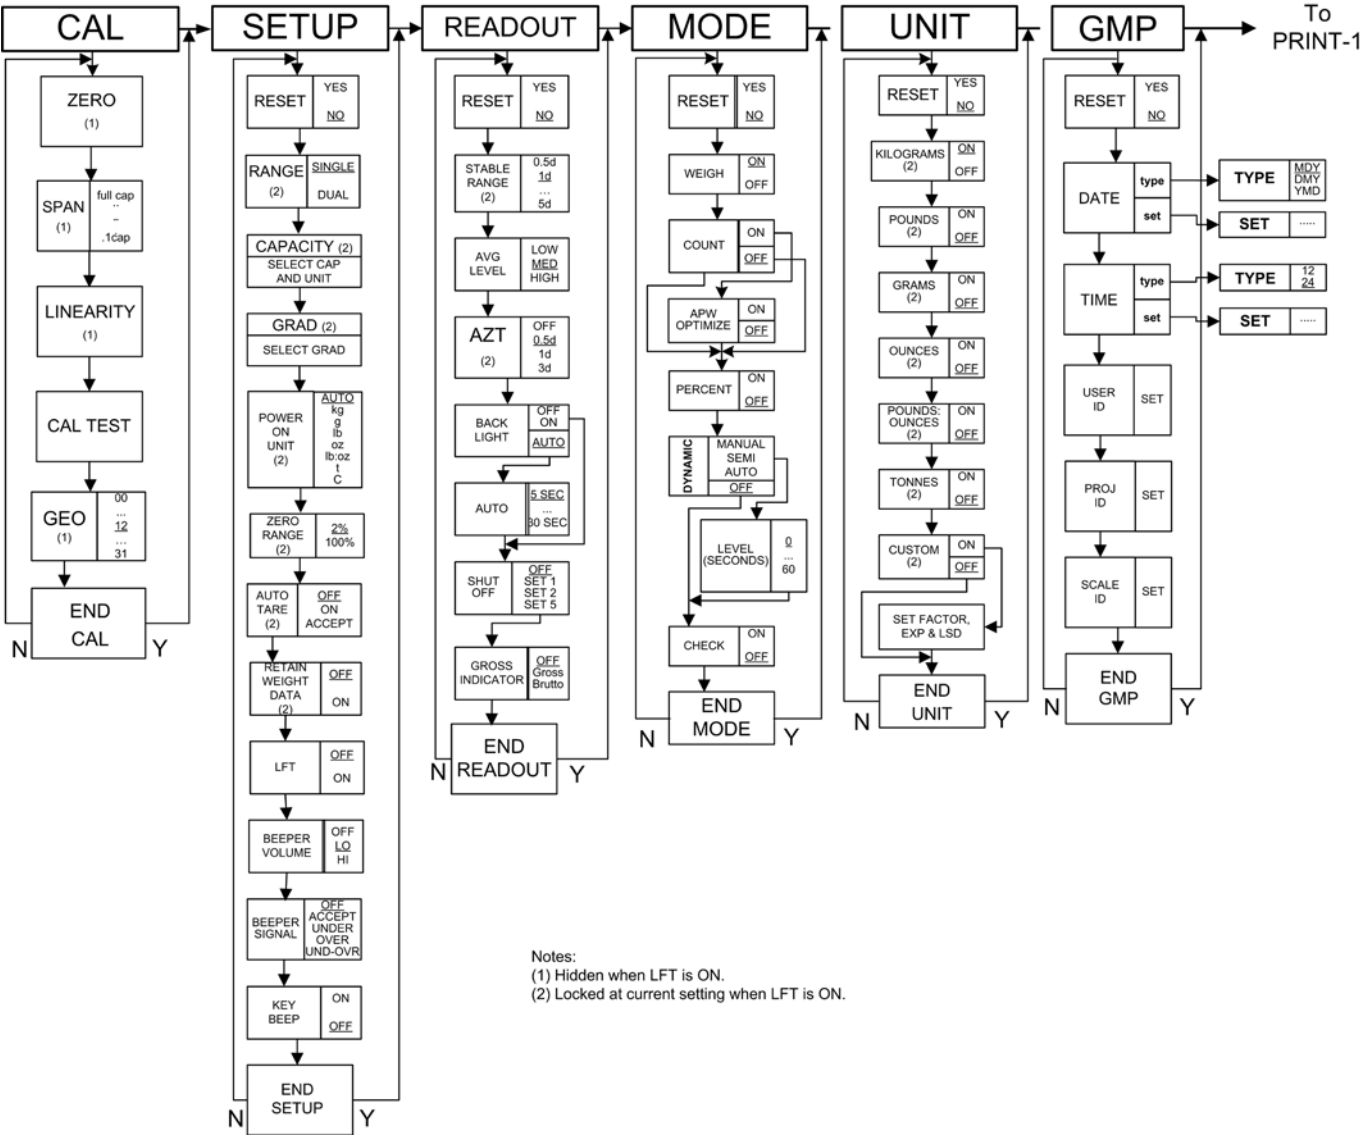 CAL
ZERO
(1)
SPAN
(1)
full cap
..
–
.1cap
LINEARITY
(1)
CAL TEST
GEO
(1)
00
...
12
...
31
END
CAL
N
Y
SETUP
RESET
YES
NO
RANGE
(2)
SINGLE
DUAL
CAPACITY (2)
SELECT CAP
AND UNIT
GRAD (2)
SELECT GRAD
POWER
ON
UNIT
(2)
AUTO
kg
g
lb
oz
lb:oz
t
C
ZERO
RANGE
(2)
2%
100%
AUTO
TARE
(2)
OFF
ON
ACCEPT
RETAIN
WEIGHT
DATA
(2)
OFF
ON
LFT
OFF
ON
BEEPER
VOLUME
OFF
LO
HI
BEEPER
SIGNAL
OFF
ACCEPT
UNDER
OVER
UND-OVR
KEY
BEEP
ON
OFF
END
SETUP
N
Y
READOUT
RESET
YES
NO
STABLE
RANGE
(2)
0.5d
1d
...
5d
AVG
LEVEL
LOW
MED
HIGH
AZT
(2)
OFF
0.5d
1d
3d
BACK
LIGHT
OFF
ON
AUTO
AUTO
5 SEC
...
30 SEC
SHUT
OFF
OFF
SET 1
SET 2
SET 5
GROSS
INDICATOR
OFF
Gross
Brutto
END
READOUT
N
Y
MODE
RESET
YES
NO
WEIGH
ON
OFF
COUNT
ON
OFF
APW
OPTIMIZE
ON
OFF
PERCENT
ON
OFF
DYNAMIC
MANUAL
SEMI
AUTO
OFF
LEVEL
(SECONDS)
0
...
60
CHECK
ON
OFF
END
MODE
N
Y
UNIT
RESET
YES
NO
KILOGRAMS
(2)
ON
OFF
POUNDS
(2)
ON
OFF
GRAMS
(2)
ON
OFF
OUNCES
(2)
ON
OFF
POUNDS:
OUNCES
(2)
ON
OFF
TONNES
(2)
ON
OFF
CUSTOM
(2)
ON
OFF
SET FACTOR,
EXP & LSD
END
UNIT
N
Y
GMP
RESET
YES
NO
DATE
type
set
TYPE
MDY
DMY
YMD
SET
.....
TIME
type
set
TYPE
12
24
SET
.....
USER
ID
SET
PROJ
ID
SET
SCALE
ID
SET
END
GMP
N
Y
To
PRINT-1
Notes:
(1) Hidden when LFT is ON.
(2) Locked at current setting when LFT is ON.